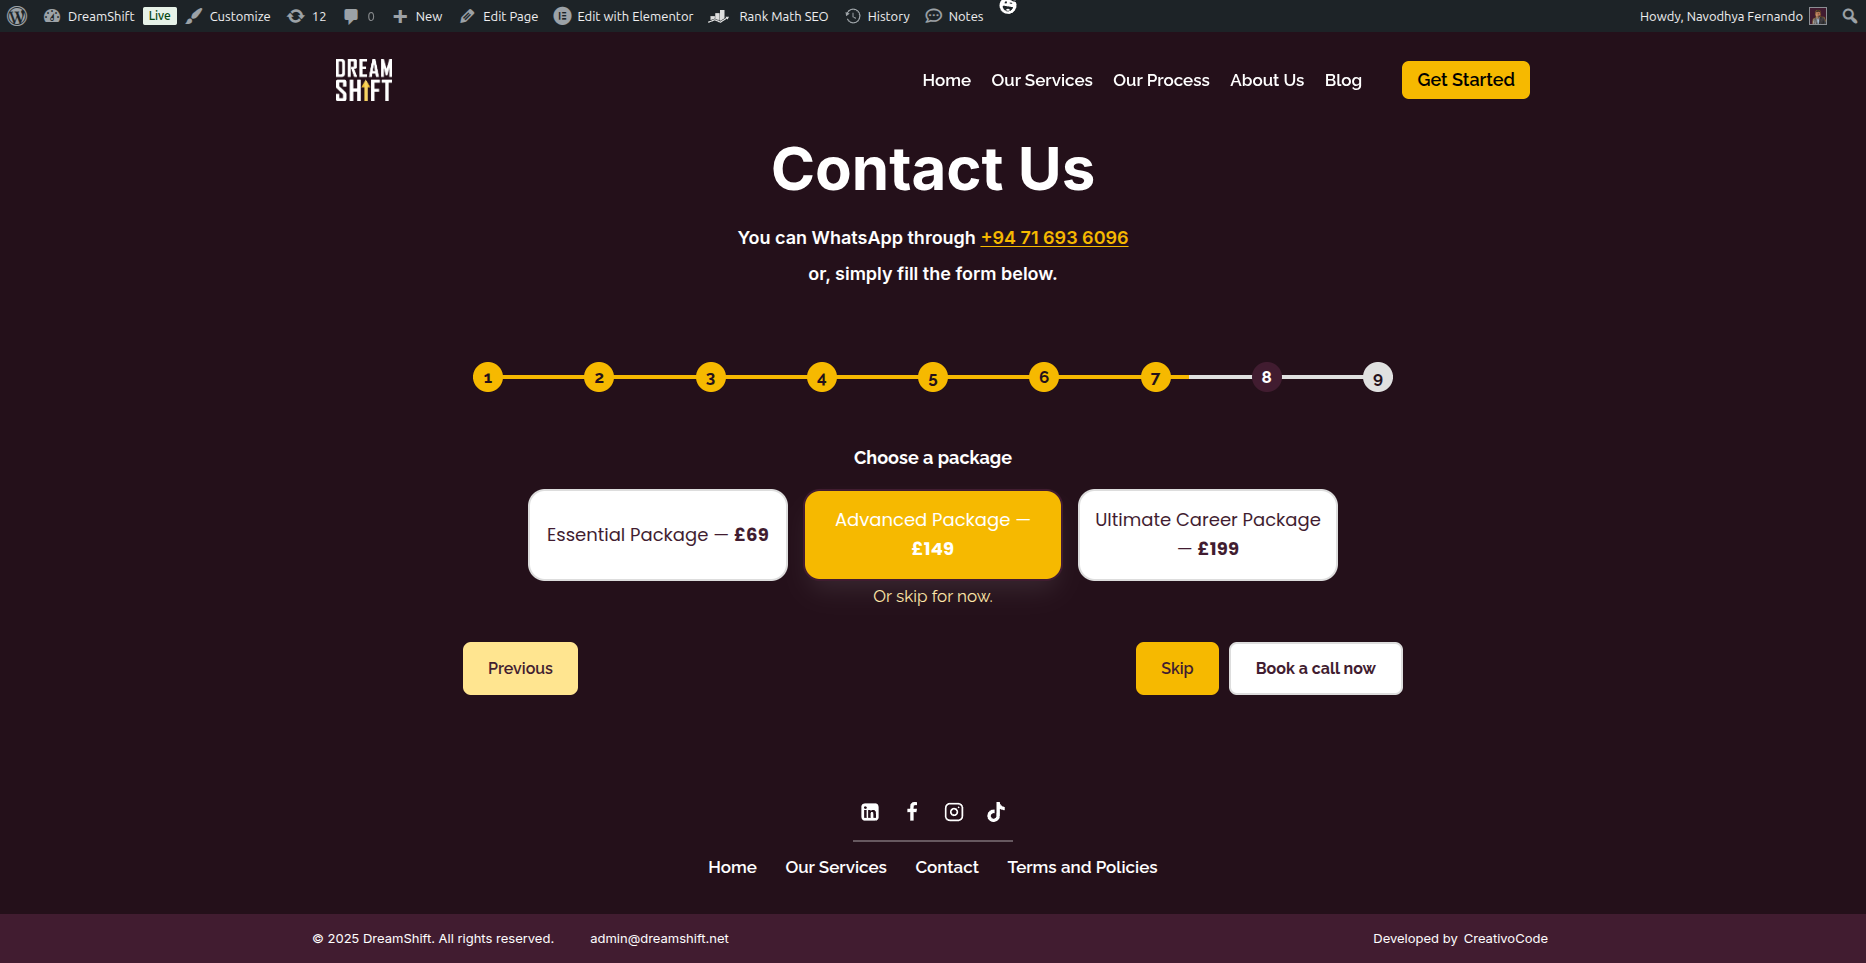 DreamShift Live Customize 12 0 New Edit Page Edit with Elementor Rank Math SEO History Notes Howdy, Navodhya Fernando
DREAM
SHIFT
Home Our Services Our Process About Us Blog Get Started
Contact Us
You can WhatsApp through +94 71 693 6096
or, simply fill the form below.
1 2 3 4 5 6 7 8 9
Choose a package
Essential Package — £69
Advanced Package —
£149
Ultimate Career Package
— £199
Or skip for now.
Previous Skip Book a call now
Home Our Services Contact Terms and Policies
© 2025 DreamShift. All rights reserved. admin@dreamshift.net Developed by CreativoCode